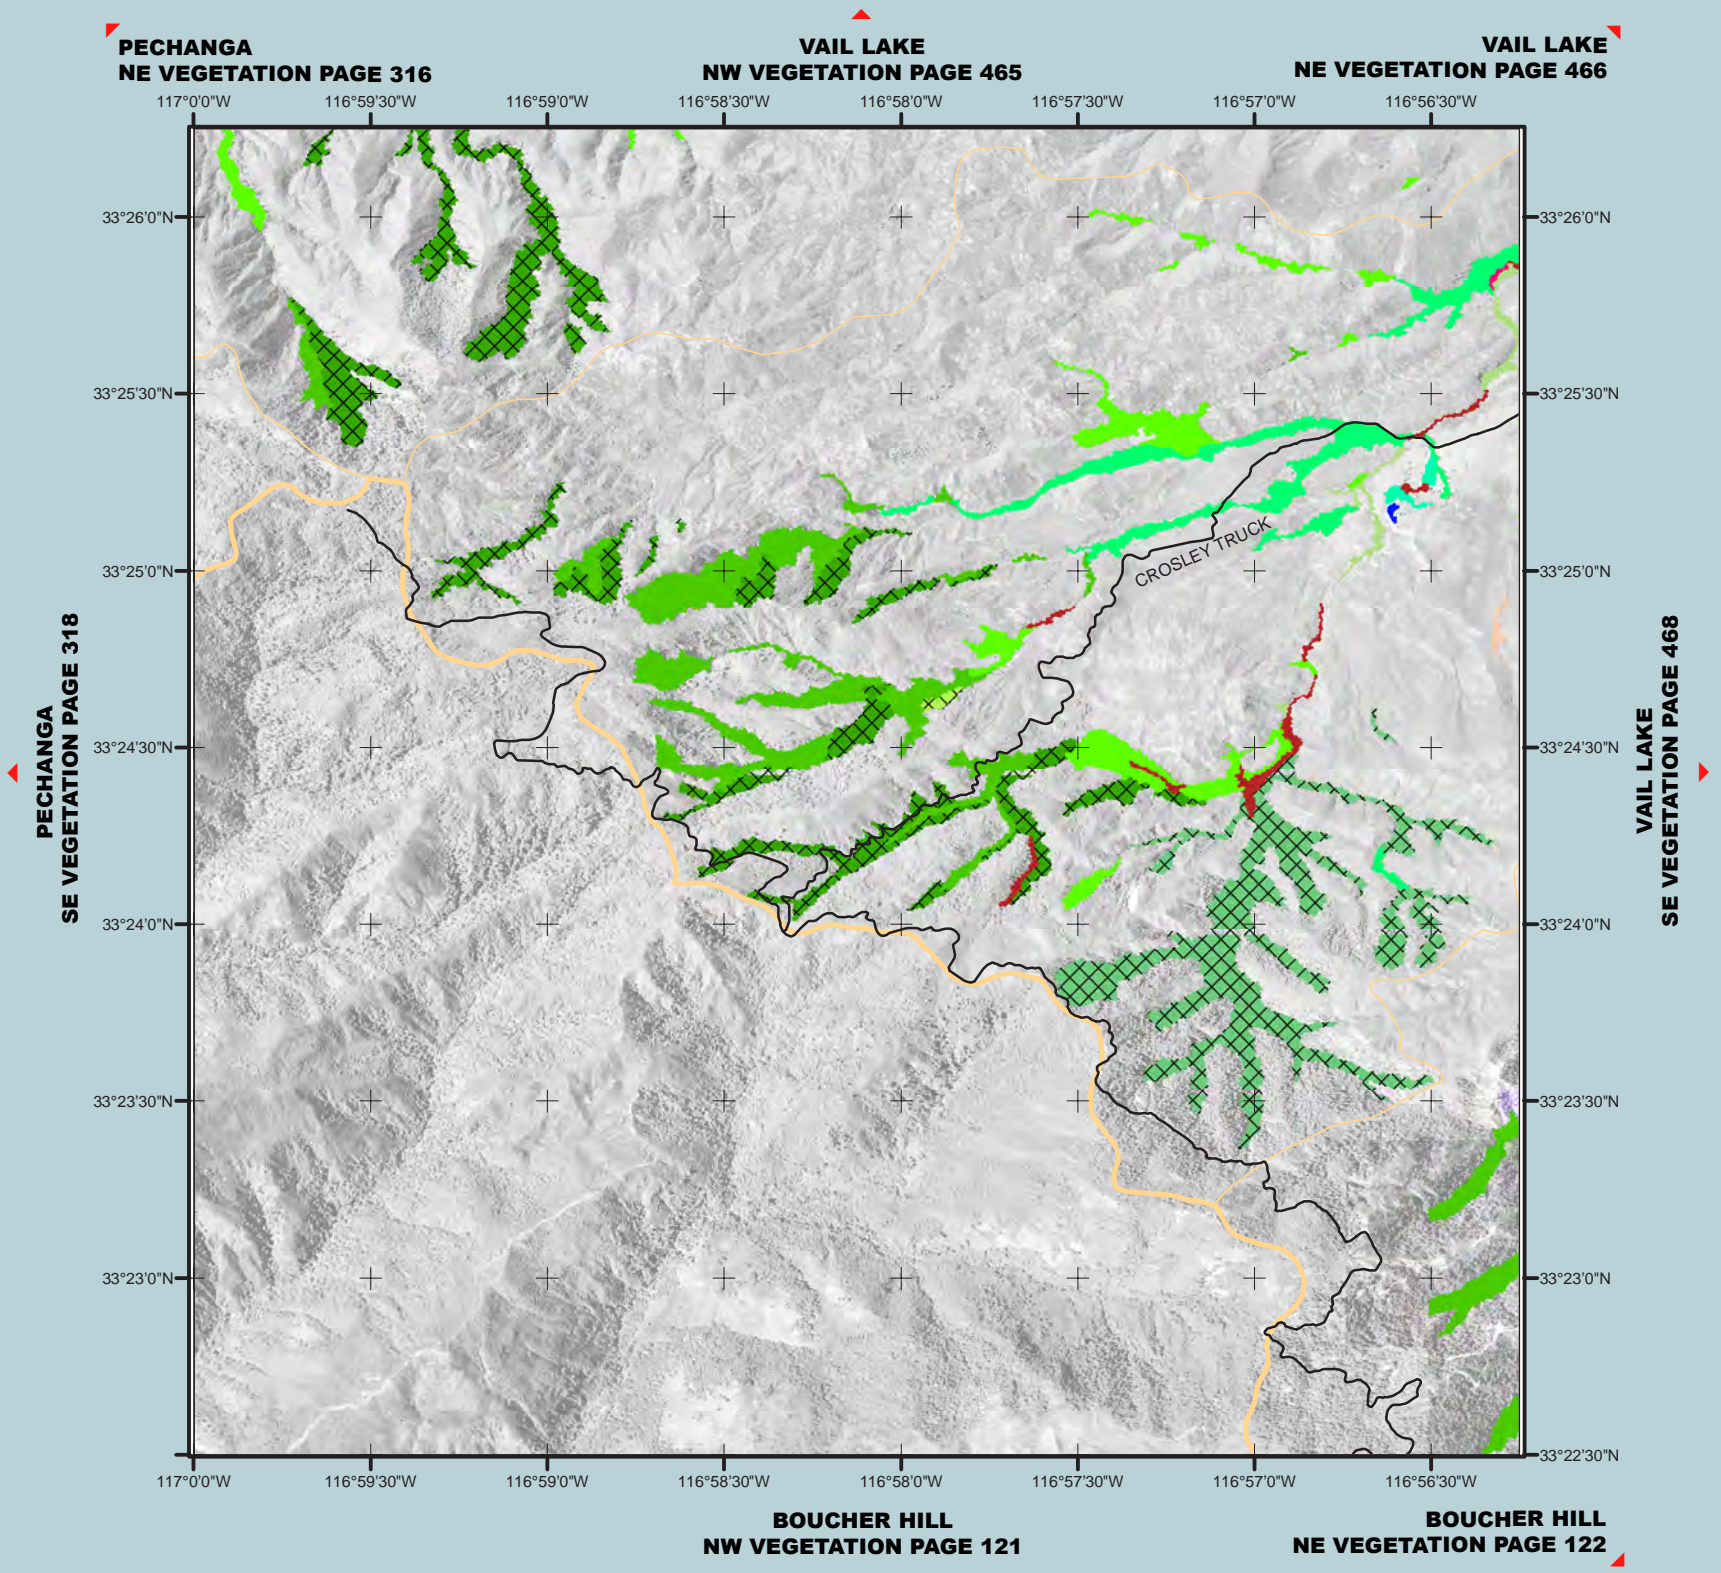 PECHANGA
NE VEGETATION PAGE 316
VAIL LAKE
NW VEGETATION PAGE 465
VAIL LAKE
NE VEGETATION PAGE 466
117°0'0"W
116°59'30"W
116°59'0"W
116°58'30"W
116°58'0"W
116°57'30"W
116°57'0"W
116°56'30"W
33°26'0"N
33°26'0"N
33°25'30"N
33°25'30"N
CROSLEY TRUCK
33°25'0"N
33°25'0"N
PECHANGA
SE VEGETATION PAGE 318
VAIL LAKE
SE VEGETATION PAGE 468
33°24'30"N
33°24'30"N
33°24'0"N
33°24'0"N
33°23'30"N
33°23'30"N
33°23'0"N
33°23'0"N
33°22'30"N
117°0'0"W
116°59'30"W
116°59'0"W
116°58'30"W
116°58'0"W
116°57'30"W
116°57'0"W
116°56'30"W
BOUCHER HILL
NW VEGETATION PAGE 121
BOUCHER HILL
NE VEGETATION PAGE 122